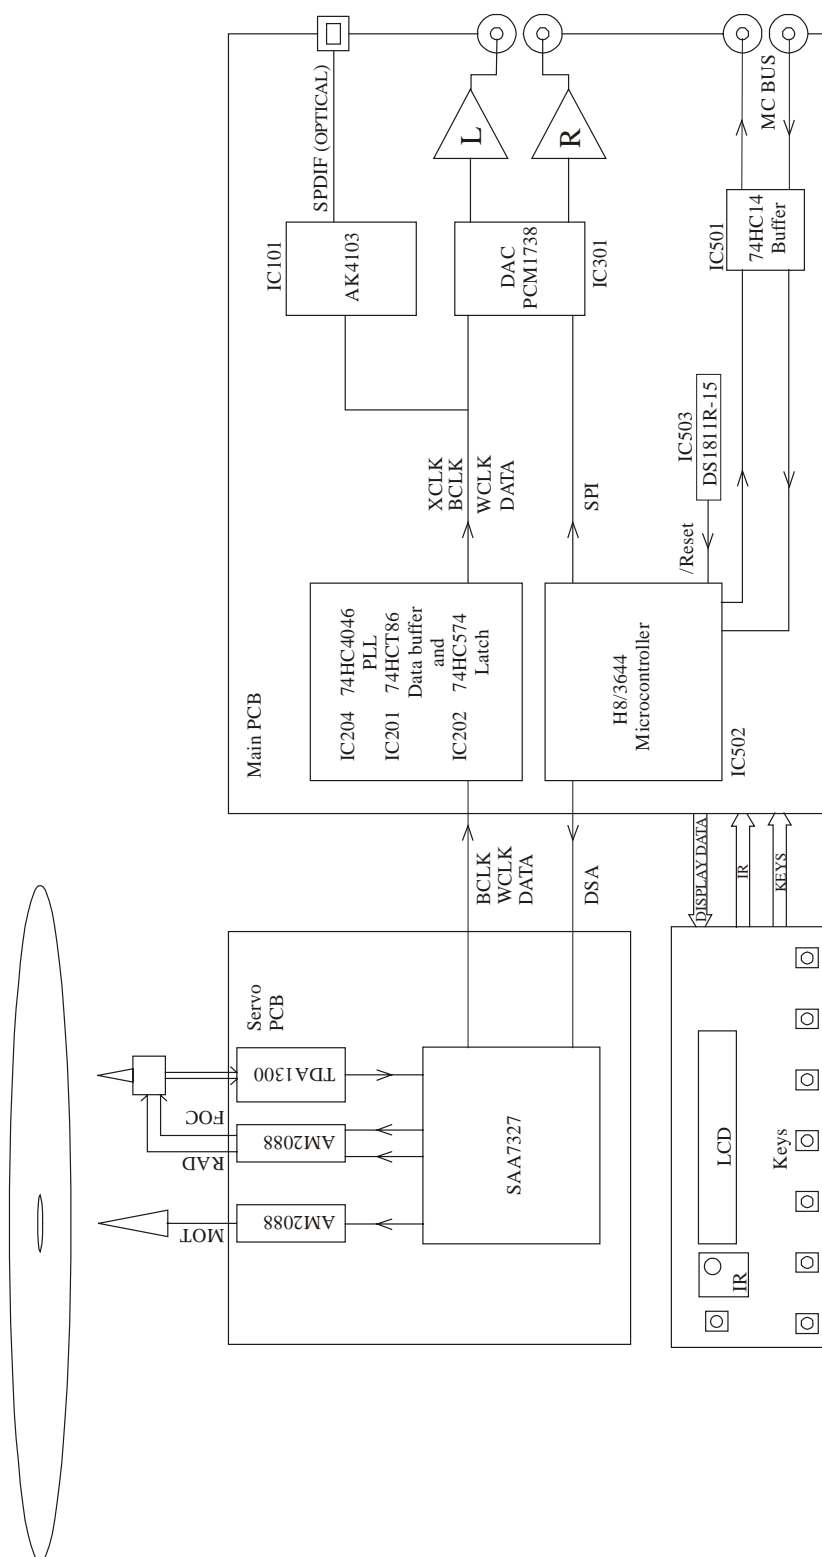 SPDIF (OPTICAL)
L
R
MC BUS
IC101
AK4103
DAC
PCM1738
IC301
IC501
74HC14
Buffer
IC503
DS1811R-15
/Reset
XCLK
BCLK
WCLK
DATA
SPI
Main PCB
IC204 74HC4046
PLL
IC201 74HCT86
Data buffer
and
IC202 74HC574
Latch
H8/3644
Microcontroller
IC502
BCLK
WCLK
DATA
DSA
DISPLAY DATA
IR
KEYS
Servo
PCB
TDA1300
FOC
AM2088
RAD
AM2088
MOT
SAA7327
LCD
Keys
IR